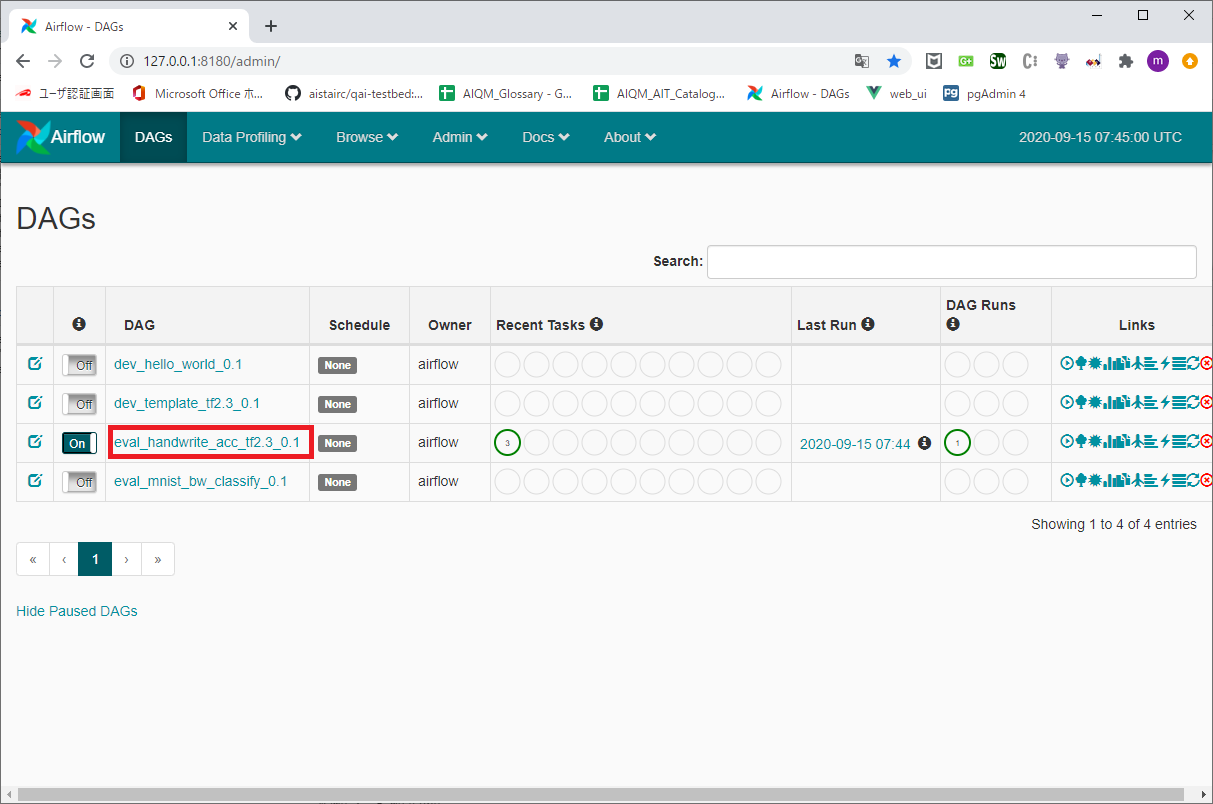 Airflow - DAGs
127.0.0.1:8180/admin/
ユーザ認証画面 Microsoft Office ホ... aistairc/qai-testbed:... AIQM_Glossary - G... AIQM_AIT_Catalog... Airflow - DAGs web_ui pgAdmin 4
Airflow DAGs Data Profiling Browse Admin Docs About 2020-09-15 07:45:00 UTC
DAGs
Search:
DAG Schedule Owner Recent Tasks Last Run DAG Runs Links
Off dev_hello_world_0.1 None airflow
Off dev_template_tf2.3_0.1 None airflow
On eval_handwrite_acc_tf2.3_0.1 None airflow 3 2020-09-15 07:44 1
Off eval_mnist_bw_classify_0.1 None airflow
Showing 1 to 4 of 4 entries
« ‹ 1 › »
Hide Paused DAGs